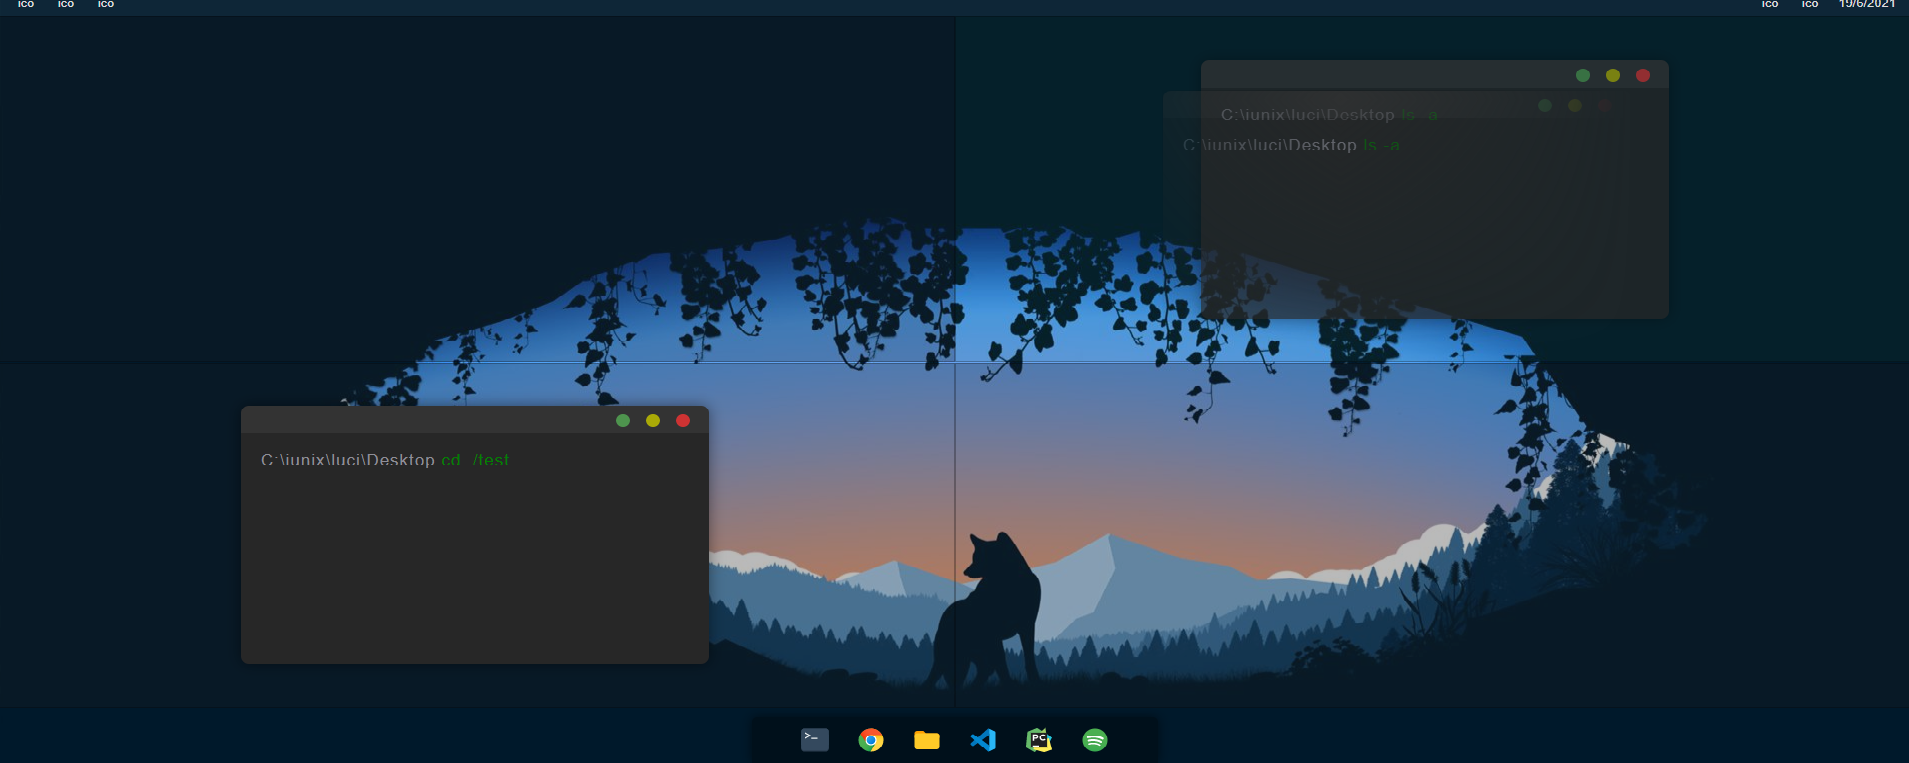 ico ico ico ico ico 19/6/2021
C:\iunix\luci\Desktop ls -a
C:\iunix\luci\Desktop ls -a
C:\iunix\luci\Desktop cd ./test
>_
PC